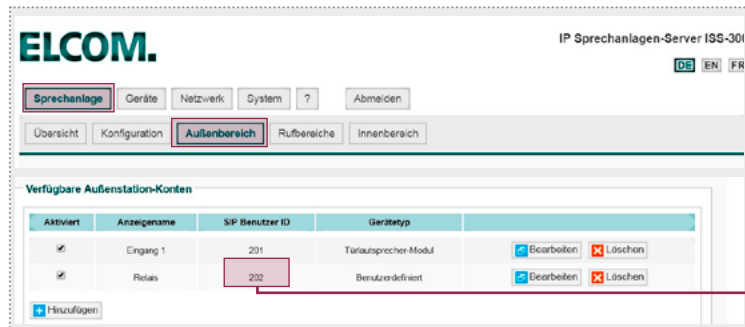 ELCOM.
IP Sprechanlagen-Server ISS-300
DE EN FR
Sprechanlage Geräte Netzwerk System ? Abmelden
Übersicht Konfiguration Außenbereich Rufbereiche Innenbereich
Verfügbare Außenstation-Konten
Aktiviert Anzeigename SIP Benutzer ID Gerätetyp
Eingang 1 201 Türlautsprecher-Modul Bearbeiten Löschen
Relais 202 Benutzerdefiniert Bearbeiten Löschen
Hinzufügen